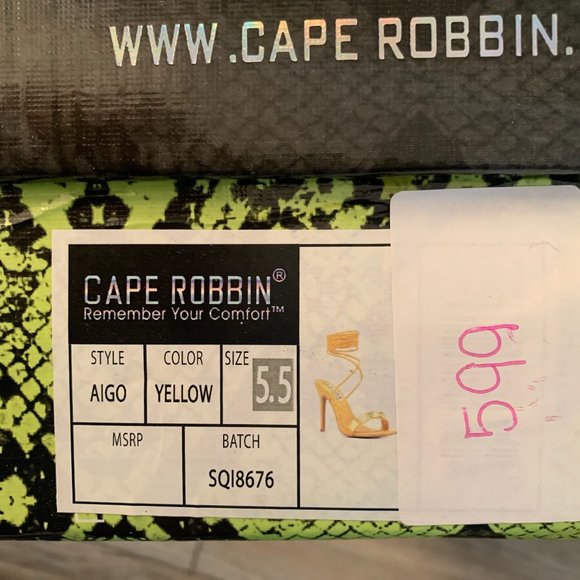 WWW.CAPE ROBBIN.
CAPE ROBBIN®
Remember Your Comfort™
STYLE
AIGO
COLOR
YELLOW
SIZE
5.5
MSRP
BATCH
SQI8676
599